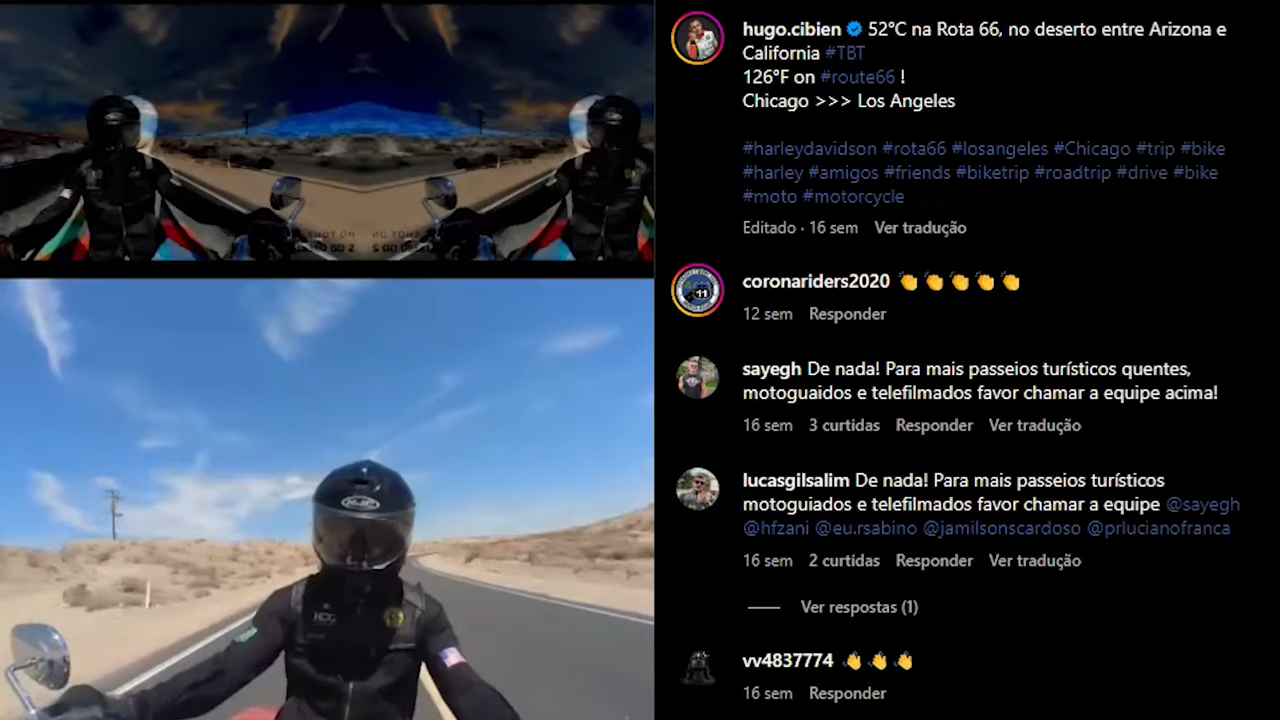 hugo.cibien 52°C na Rota 66, no deserto entre Arizona e
California #TBT
126°F on #route66 !
Chicago >>> Los Angeles
#harleydavidson #rota66 #losangeles #Chicago #trip #bike
#harley #amigos #friends #biketrip #roadtrip #drive #bike
#moto #motorcycle
Editado · 16 sem Ver tradução
coronariders2020 👏👏👏👏👏
12 sem Responder
sayegh De nada! Para mais passeios turísticos quentes,
motoguaidos e telefilmados favor chamar a equipe acima!
16 sem 3 curtidas Responder Ver tradução
lucasgilsalim De nada! Para mais passeios turísticos
motoguiados e telefilmados favor chamar a equipe @sayegh
@hfzani @eu.rsabino @jamilsonscardoso @prlucianofranca
16 sem 2 curtidas Responder Ver tradução
Ver respostas (1)
vv4837774 👏👏👏
16 sem Responder
HJC